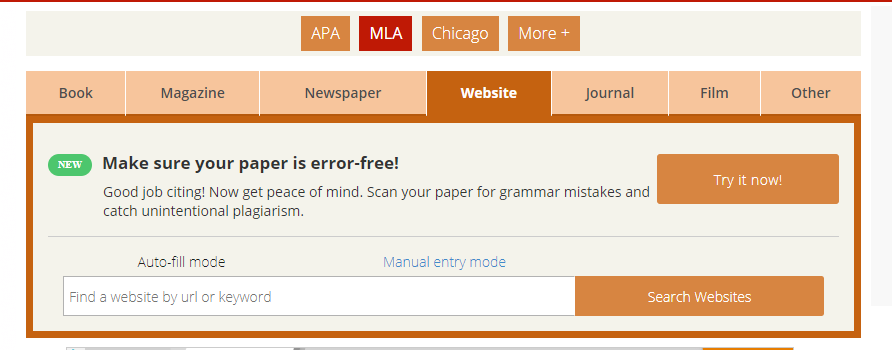 APA MLA Chicago More +
Book Magazine Newspaper Website Journal Film Other
NEW Make sure your paper is error-free!
Good job citing! Now get peace of mind. Scan your paper for grammar mistakes and
catch unintentional plagiarism.
Try it now!
Auto-fill mode Manual entry mode
Find a website by url or keyword Search Websites